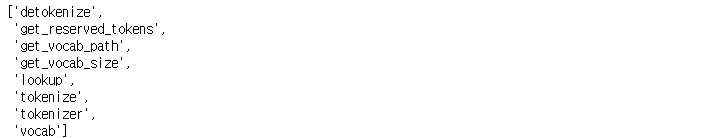 ['detokenize',
 'get_reserved_tokens',
 'get_vocab_path',
 'get_vocab_size',
 'lookup',
 'tokenize',
 'tokenizer',
 'vocab']